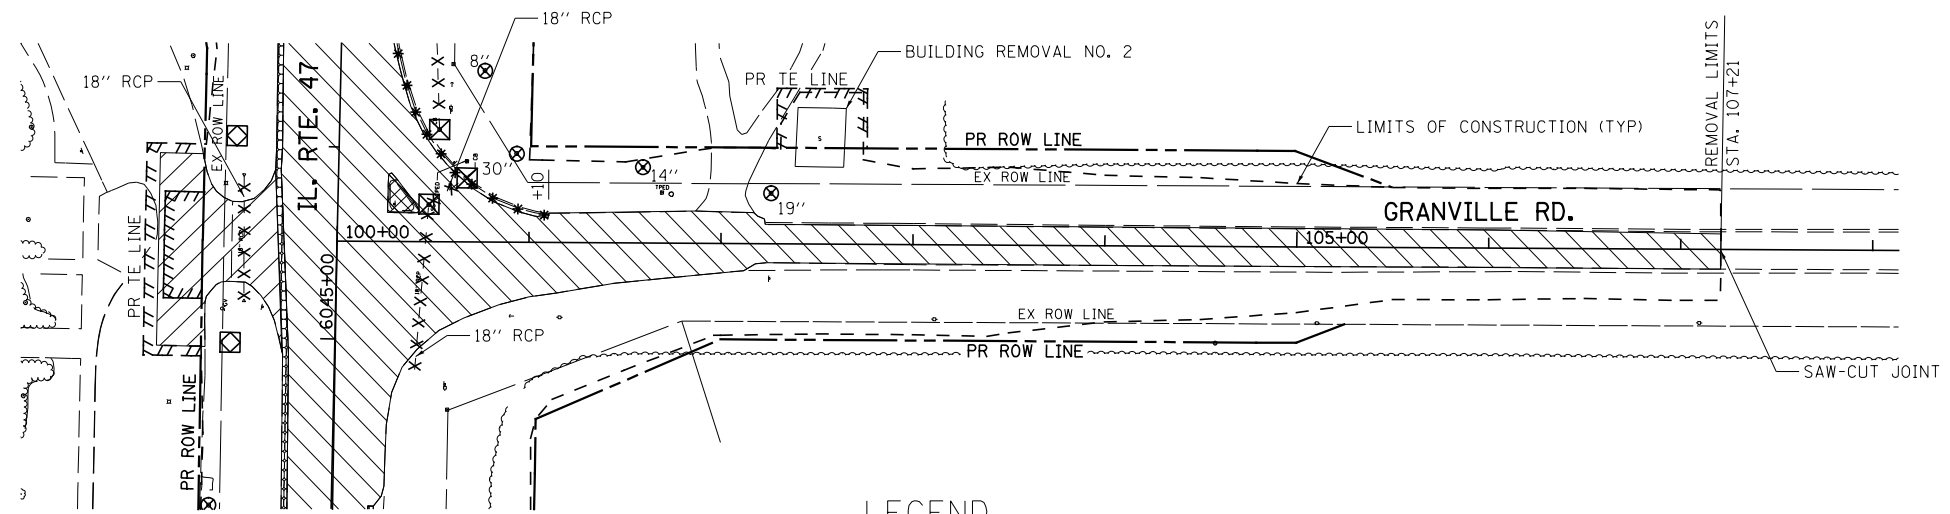 18" RCP
BUILDING REMOVAL NO. 2
8"
18" RCP
PR TE LINE
EX ROW LINE
IL. RTE. 47
REMOVAL LIMITS
STA. 107+21
PR ROW LINE
LIMITS OF CONSTRUCTION (TYP)
S
30"
14"
+10
TPED
EX ROW LINE
19"
GRANVILLE RD.
100+00
105+00
PR TE LINE
6045+00
EX ROW LINE
18" RCP
PR ROW LINE
SAW-CUT JOINT
PR ROW LINE
LEGEND